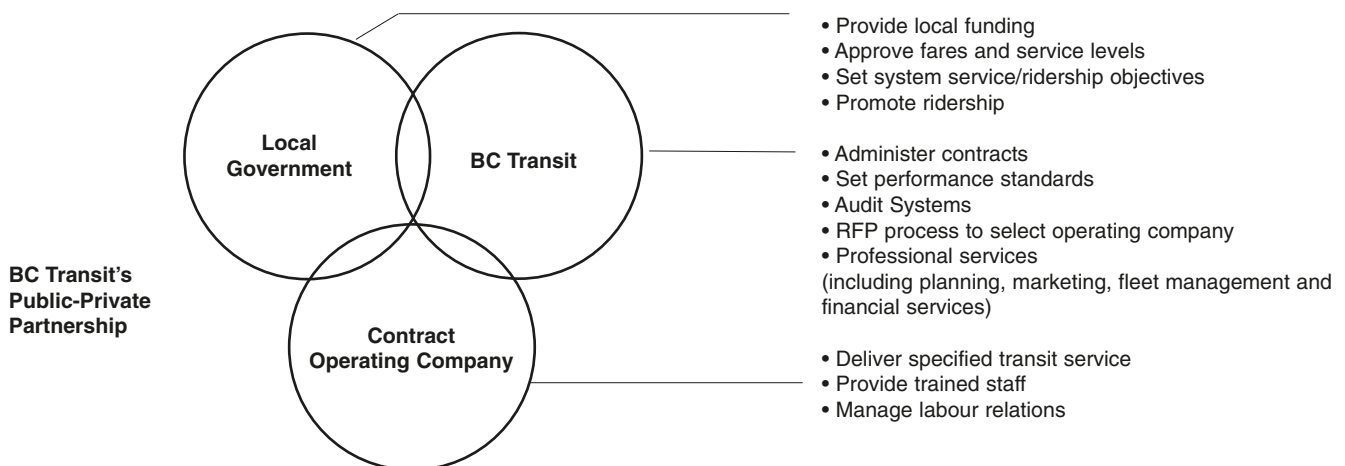 BC Transit's
Public-Private
Partnership
Local
Government
BC Transit
Contract
Operating Company
• Provide local funding
• Approve fares and service levels
• Set system service/ridership objectives
• Promote ridership
• Administer contracts
• Set performance standards
• Audit Systems
• RFP process to select operating company
• Professional services
(including planning, marketing, fleet management and
financial services)
• Deliver specified transit service
• Provide trained staff
• Manage labour relations